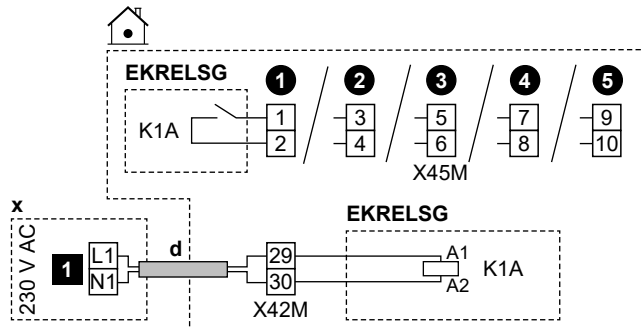 EKRELSG
1 2 3 4 5
K1A
1 3 5 7 9
2 4 6 8 10
X45M
x
EKRELSG
230 V AC
1
L1
N1
d
29
30
X42M
A1
A2
K1A